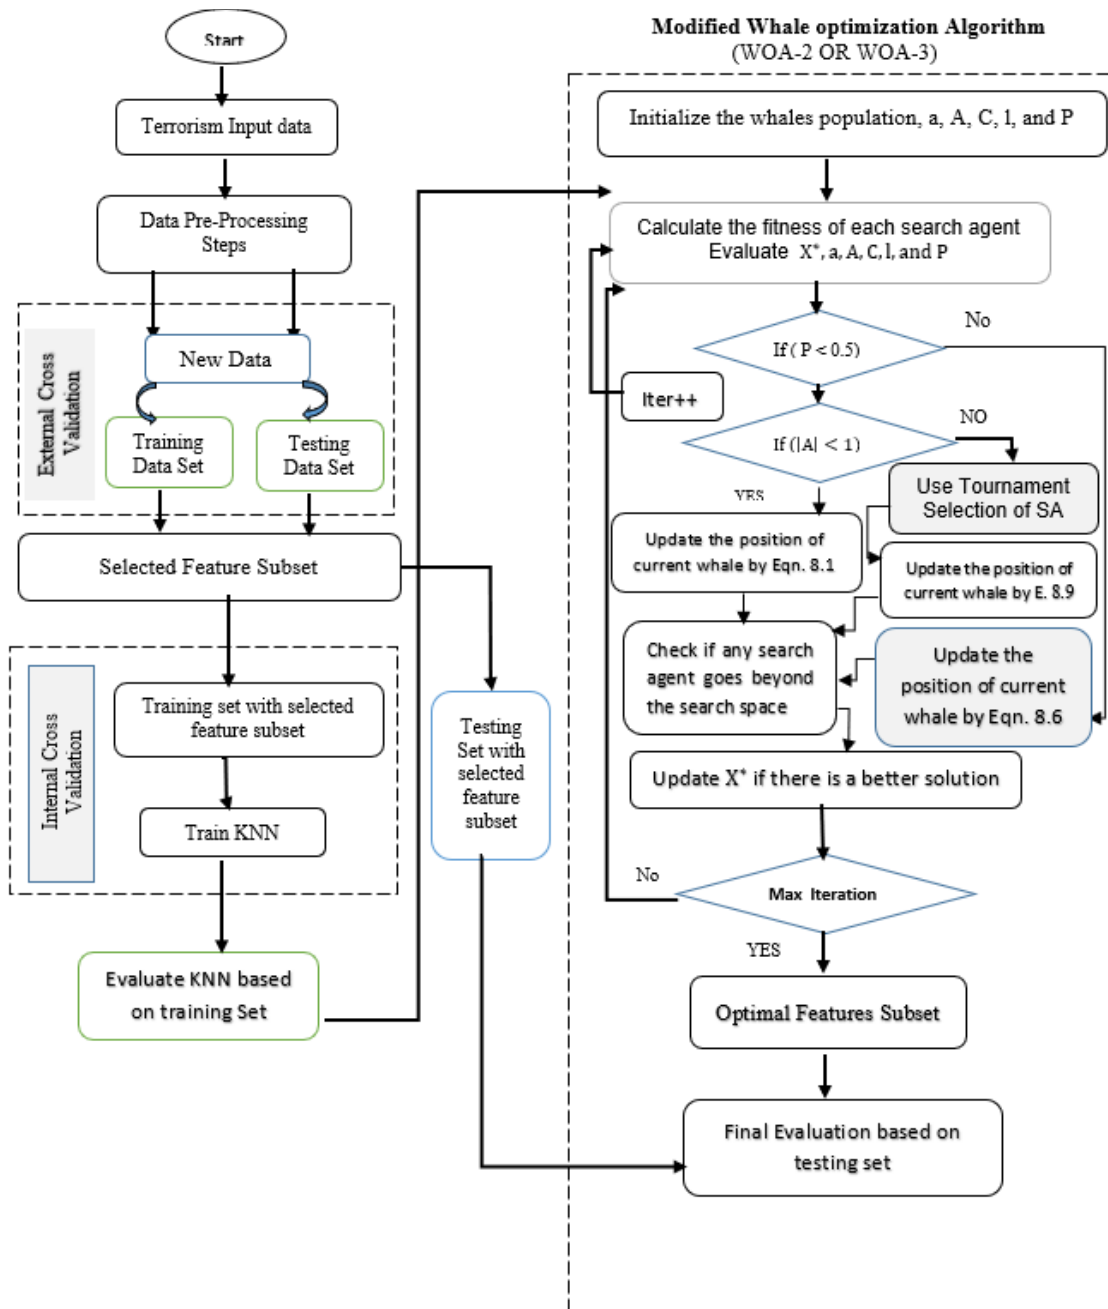 Modified Whale optimization Algorithm
(WOA-2 OR WOA-3)
Start
Terrorism Input data
Data Pre-Processing
Steps
External Cross
Validation
New Data
Training
Data Set
Testing
Data Set
Selected Feature Subset
Internal Cross
Validation
Training set with selected
feature subset
Train KNN
Evaluate KNN based
on training Set
Testing
Set with
selected
feature
subset
Initialize the whales population, a, A, C, l, and P
Calculate the fitness of each search agent
Evaluate X*, a, A, C, l, and P
If ( P < 0.5)
No
Iter++
If (|A| < 1)
NO
YES
Use Tournament
Selection of SA
Update the position of
current whale by Eqn. 8.1
Update the position of
current whale by E. 8.9
Check if any search
agent goes beyond
the search space
Update the
position of current
whale by Eqn. 8.6
Update X* if there is a better solution
No
Max Iteration
YES
Optimal Features Subset
Final Evaluation based on
testing set